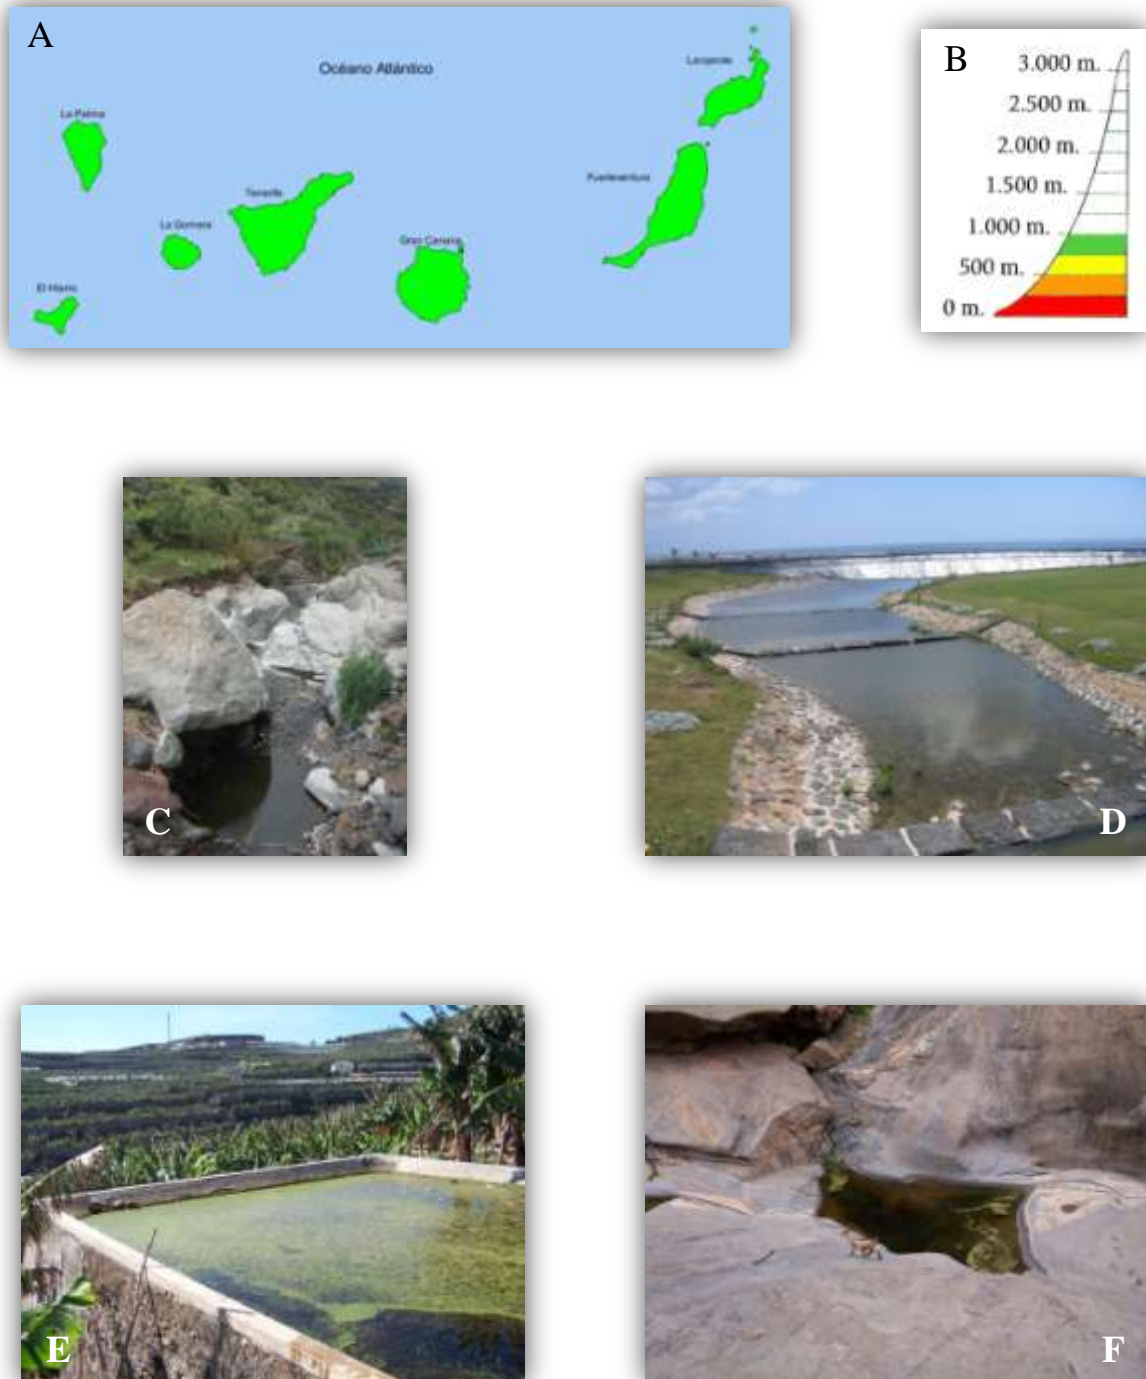 A
Océano Atlántico
Lanzarote
La Palma
Fuerteventura
Tenerife
La Gomera
Gran Canaria
El Hierro
B
3.000 m.
2.500 m.
2.000 m.
1.500 m.
1.000 m.
500 m.
0 m.
C
D
E
F